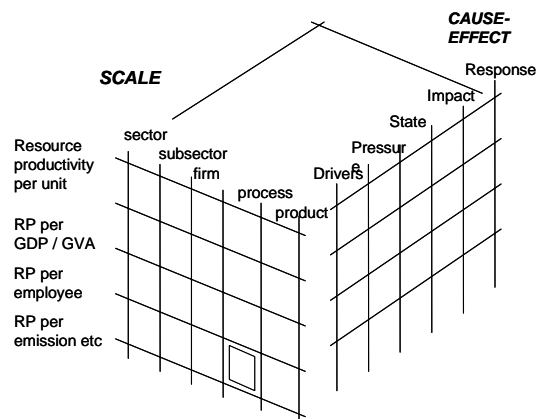 CAUSE-
EFFECT
SCALE
Response
Impact
State
Pressur
e
Drivers
sector
subsector
firm
process
product
Resource
productivity
per unit
RP per
GDP / GVA
RP per
employee
RP per
emission etc